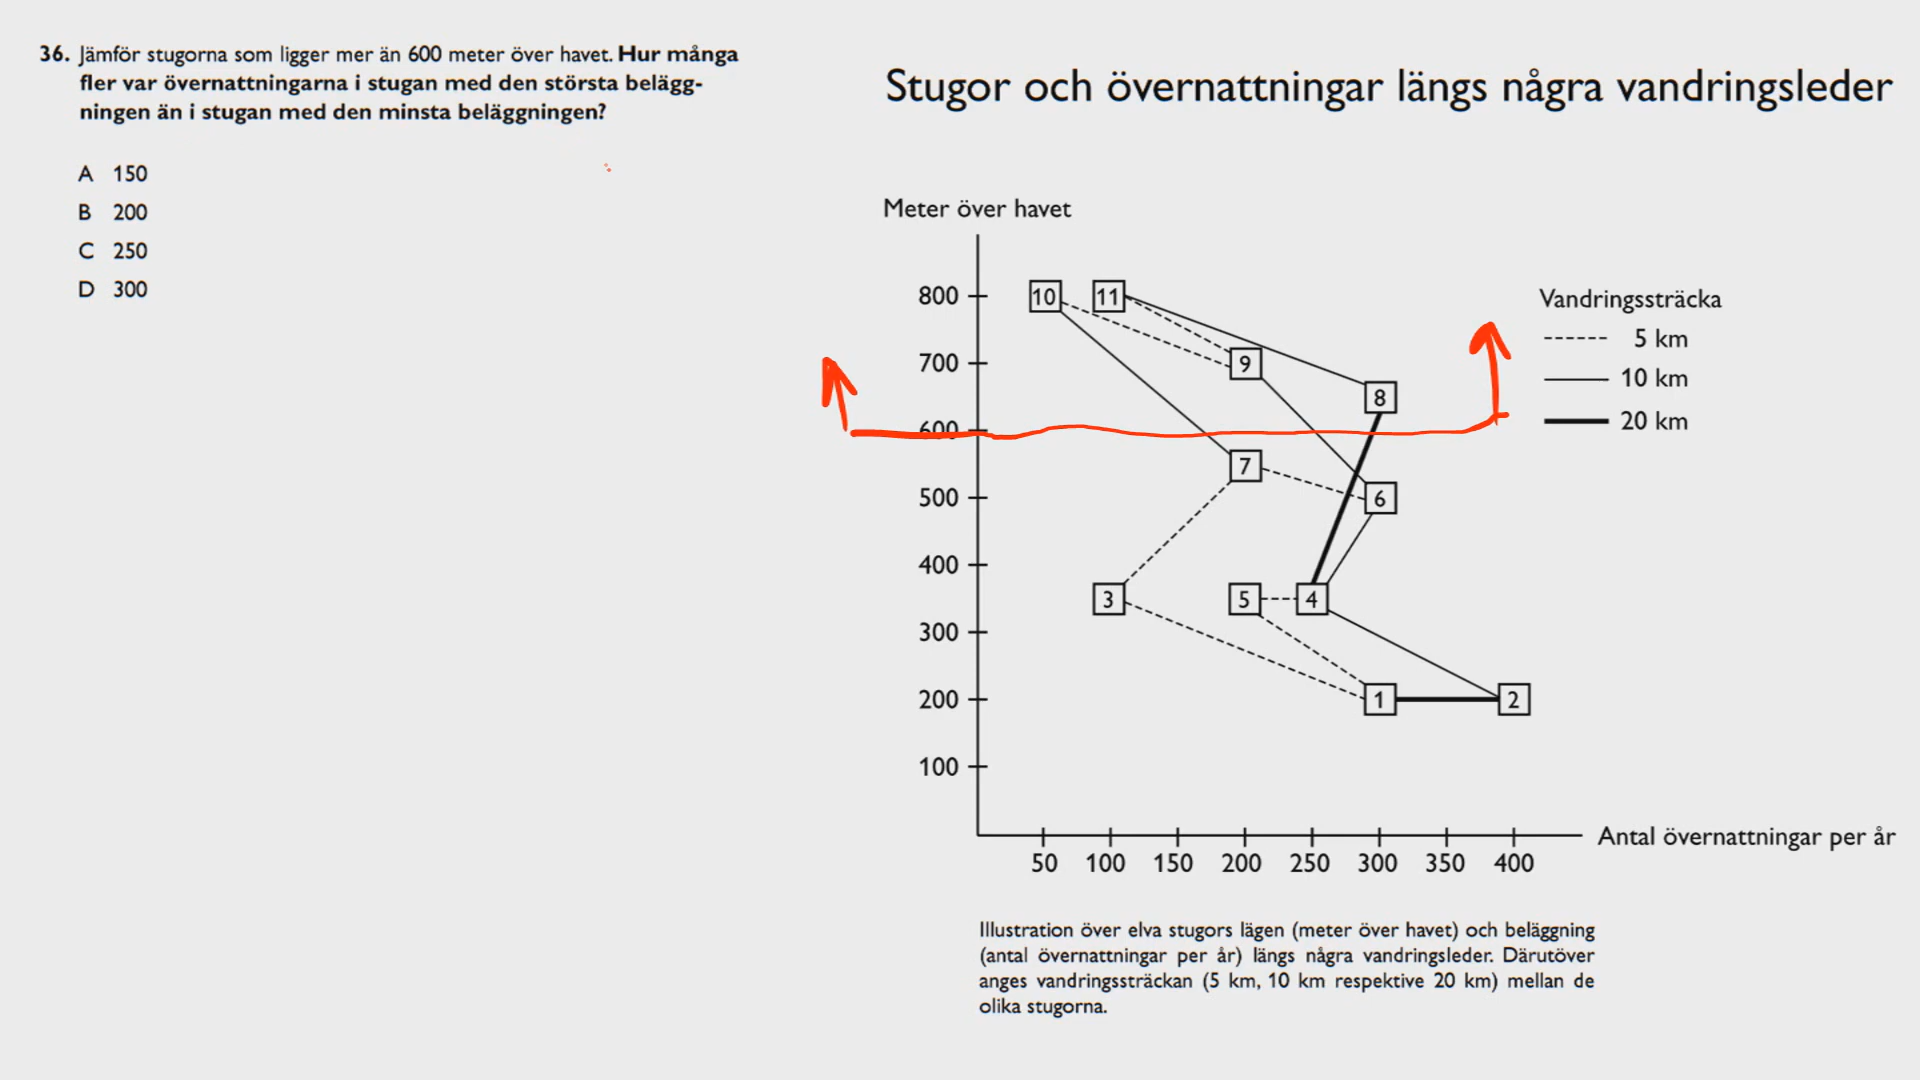 36. Jämför stugorna som ligger mer än 600 meter över havet. Hur många
fler var övernattningarna i stugan med den största belägg-
ningen än i stugan med den minsta beläggningen?
A 150
B 200
C 250
D 300
Stugor och övernattningar längs några vandringsleder
Meter över havet
800
700
600
500
400
300
200
100
10
11
9
8
7
6
3
5
4
1
2
50 100 150 200 250 300 350 400
Antal övernattningar per år
Vandringssträcka
5 km
10 km
20 km
Illustration över elva stugors lägen (meter över havet) och beläggning
(antal övernattningar per år) längs några vandringsleder. Därutöver
anges vandringssträckan (5 km, 10 km respektive 20 km) mellan de
olika stugorna.